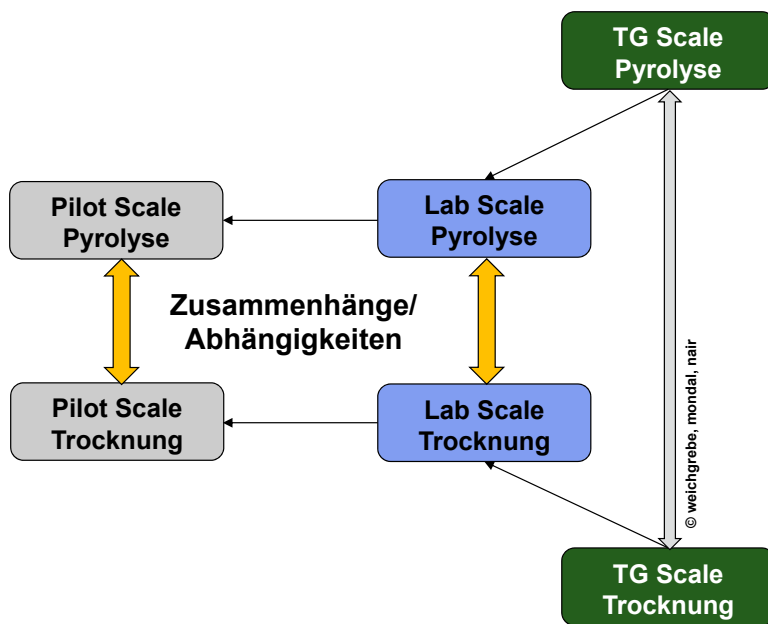 TG Scale
Pyrolyse
Pilot Scale
Pyrolyse
Lab Scale
Pyrolyse
Zusammenhänge/
Abhängigkeiten
Pilot Scale
Trocknung
Lab Scale
Trocknung
© weichgrebe, mondal, nair
TG Scale
Trocknung